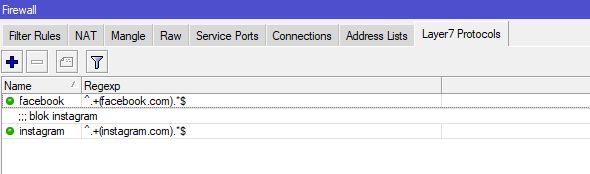 Firewall
Filter Rules NAT Mangle Raw Service Ports Connections Address Lists Layer7 Protocols
Name Regexp
facebook ^.+(facebook.com).*$
;;; blok instagram
instagram ^.+(instagram.com).*$